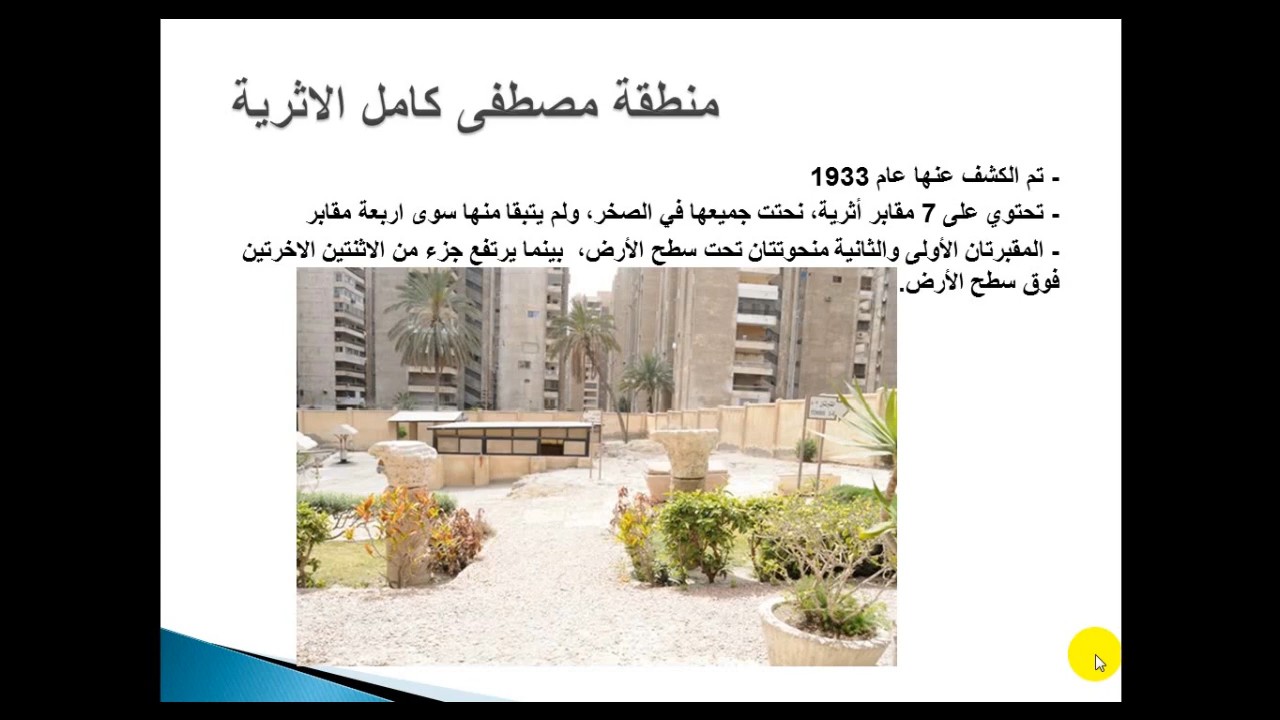 منطقة مصطفى كامل الاثرية
- تم الكشف عنها عام 1933
- تحتوي على 7 مقابر أثرية، نحتت جميعها في الصخر، ولم يتبقا منها سوى اربعة مقابر
- المقبرتان الأولى والثانية منحوتتان تحت سطح الأرض، بينما يرتفع جزء من الاثنتين الاخرتين
فوق سطح الأرض.